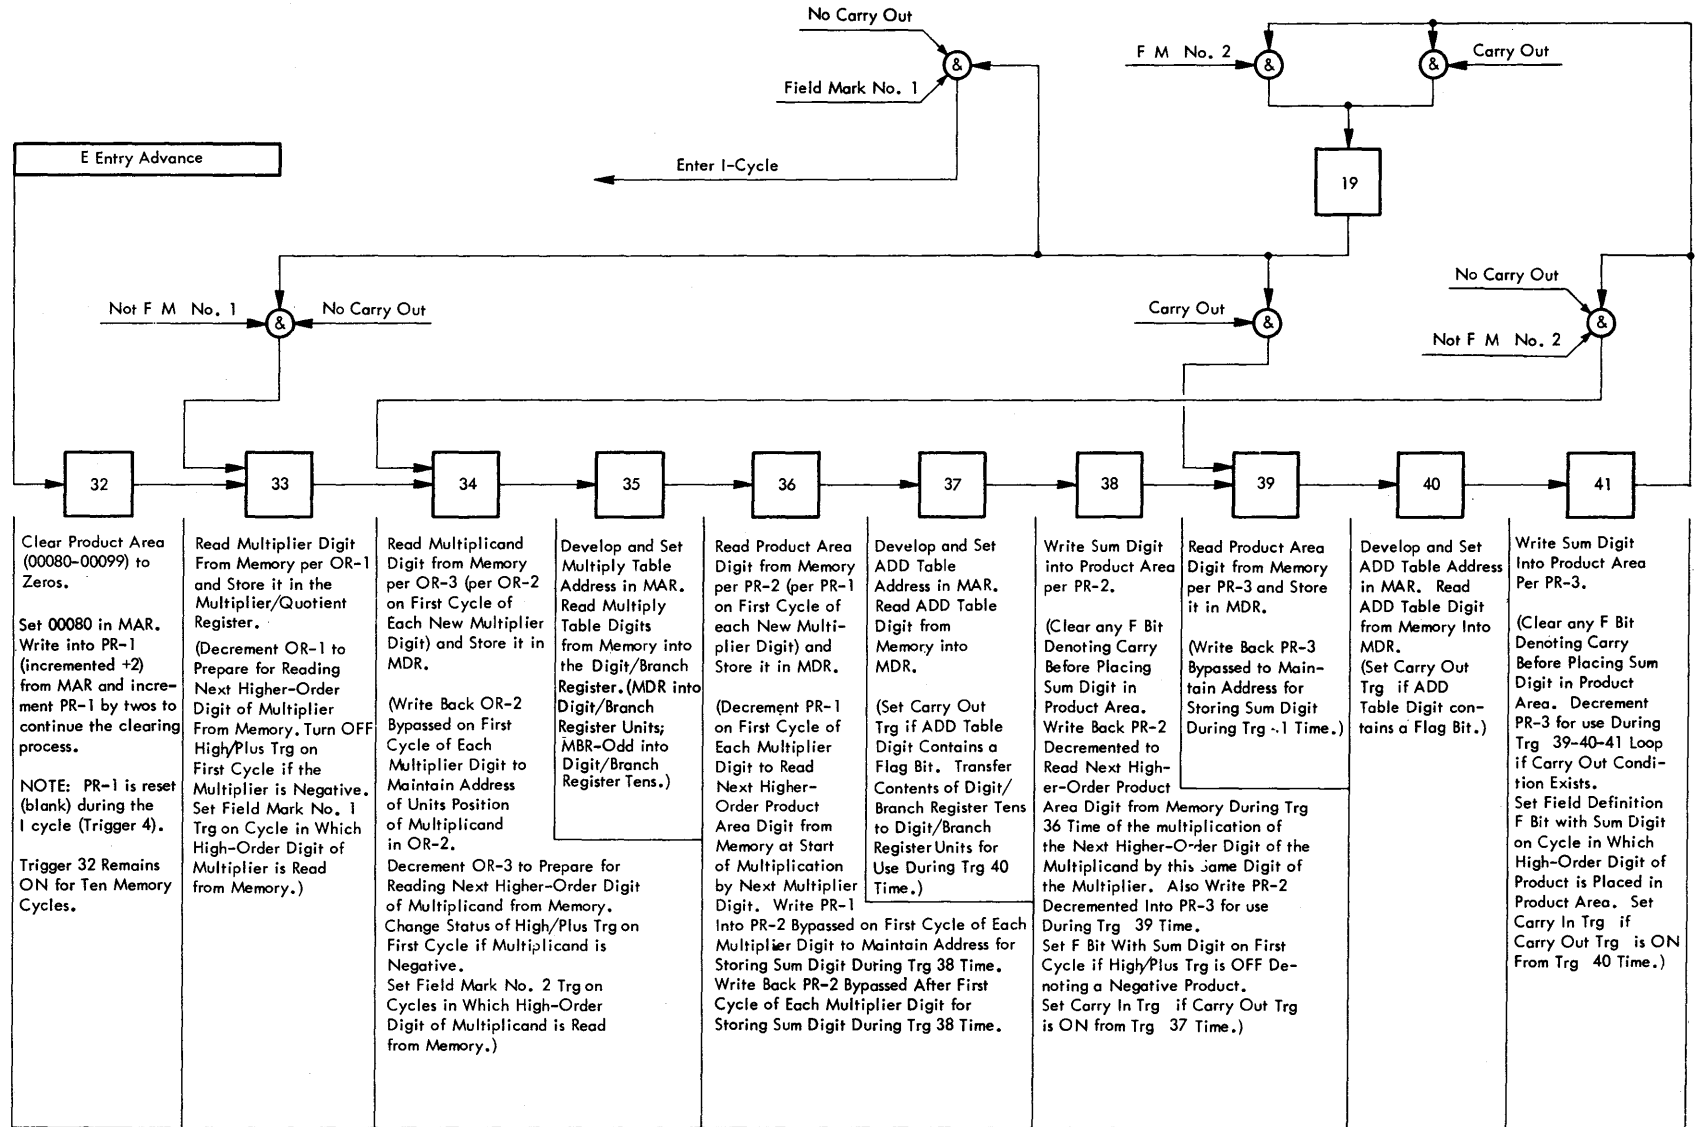 No Carry Out
&
Field Mark No. 1
Enter I-Cycle
F M No. 2
&
&
Carry Out
19
E Entry Advance
Not F M No. 1
&
No Carry Out
Carry Out
&
No Carry Out
&
Not F M No. 2
32
33
34
35
36
37
38
39
40
41
Clear Product Area
(00080-00099) to
Zeros.
Set 00080 in MAR.
Write into PR-1
(incremented +2)
from MAR and incre-
ment PR-1 by twos to
continue the clearing
process.
NOTE: PR-1 is reset
(blank) during the
I cycle (Trigger 4).
Trigger 32 Remains
ON for Ten Memory
Cycles.
Read Multiplier Digit
From Memory per OR-1
and Store it in the
Multiplier/Quotient
Register.
(Decrement OR-1 to
Prepare for Reading
Next Higher-Order
Digit of Multiplier
From Memory. Turn OFF
High/Plus Trg on
First Cycle if the
Multiplier is Negative.
Set Field Mark No. 1
Trg on Cycle in Which
High-Order Digit of
Multiplier is Read
from Memory.)
Read Multiplicand
Digit from Memory
per OR-3 (per OR-2
on First Cycle of
Each New Multiplier
Digit) and Store it in
MDR.
(Write Back OR-2
Bypassed on First
Cycle of Each
Multiplier Digit to
Maintain Address
of Units Position
of Multiplicand
in OR-2.
Decrement OR-3 to Prepare for
Reading Next Higher-Order Digit
of Multiplicand from Memory.
Change Status of High/Plus Trg on
First Cycle if Multiplicand is
Negative.
Set Field Mark No. 2 Trg on
Cycles in Which High-Order
Digit of Multiplicand is Read
from Memory.)
Develop and Set
Multiply Table
Address in MAR.
Read Multiply
Table Digits
from Memory into
the Digit/Branch
Register. (MDR into
Digit/Branch
Register Units;
MBR-Odd into
Digit/Branch
Register Tens.)
Read Product Area
Digit from Memory
per PR-2 (per PR-1
on First Cycle of
each New Multi-
plier Digit) and
Store it in MDR.
(Decrement PR-1
on First Cycle of
Each Multiplier
Digit to Read
Next Higher-
Order Product
Area Digit from
Memory at Start
of Multiplication
by Next Multiplier
Digit. Write PR-1
Into PR-2 Bypassed on First Cycle of Each
Multiplier Digit to Maintain Address for
Storing Sum Digit During Trg 38 Time.
Write Back PR-2 Bypassed After First
Cycle of Each Multiplier Digit for
Storing Sum Digit During Trg 38 Time.
Develop and Set
ADD Table
Address in MAR.
Read ADD Table
Digit from
Memory into
MDR.
(Set Carry Out
Trg if ADD Table
Digit Contains a
Flag Bit. Transfer
Contents of Digit/
Branch Register Tens
to Digit/Branch
Register Units for
Use During Trg 40
Time.)
Write Sum Digit
into Product Area
per PR-2.
(Clear any F Bit
Denoting Carry
Before Placing
Sum Digit in
Product Area.
Write Back PR-2
Decremented to
Read Next High-
er-Order Product
Area Digit from Memory During Trg
36 Time of the multiplication of
the Next Higher-Order Digit of the
Multiplicand by this Same Digit of
the Multiplier. Also Write PR-2
Decremented Into PR-3 for use
During Trg 39 Time.
Set F Bit With Sum Digit on First
Cycle if High/Plus Trg is OFF De-
noting a Negative Product.
Set Carry In Trg if Carry Out Trg
is ON from Trg 37 Time.)
Read Product Area
Digit from Memory
per PR-3 and Store
it in MDR.
(Write Back PR-3
Bypassed to Main-
tain Address for
Storing Sum Digit
During Trg Time.)
Develop and Set
ADD Table Address
in MAR. Read
ADD Table Digit
from Memory Into
MDR.
(Set Carry Out
Trg if ADD
Table Digit con-
tains a Flag Bit.)
Write Sum Digit
Into Product Area
Per PR-3.
(Clear any F Bit
Denoting Carry
Before Placing Sum
Digit in Product
Area. Decrement
PR-3 for use During
Trg 39-40-41 Loop
if Carry Out Condi-
tion Exists.
Set Field Definition
F Bit with Sum Digit
on Cycle in Which
High-Order Digit of
Product is Placed in
Product Area. Set
Carry In Trg if
Carry Out Trg is ON
From Trg 40 Time.)